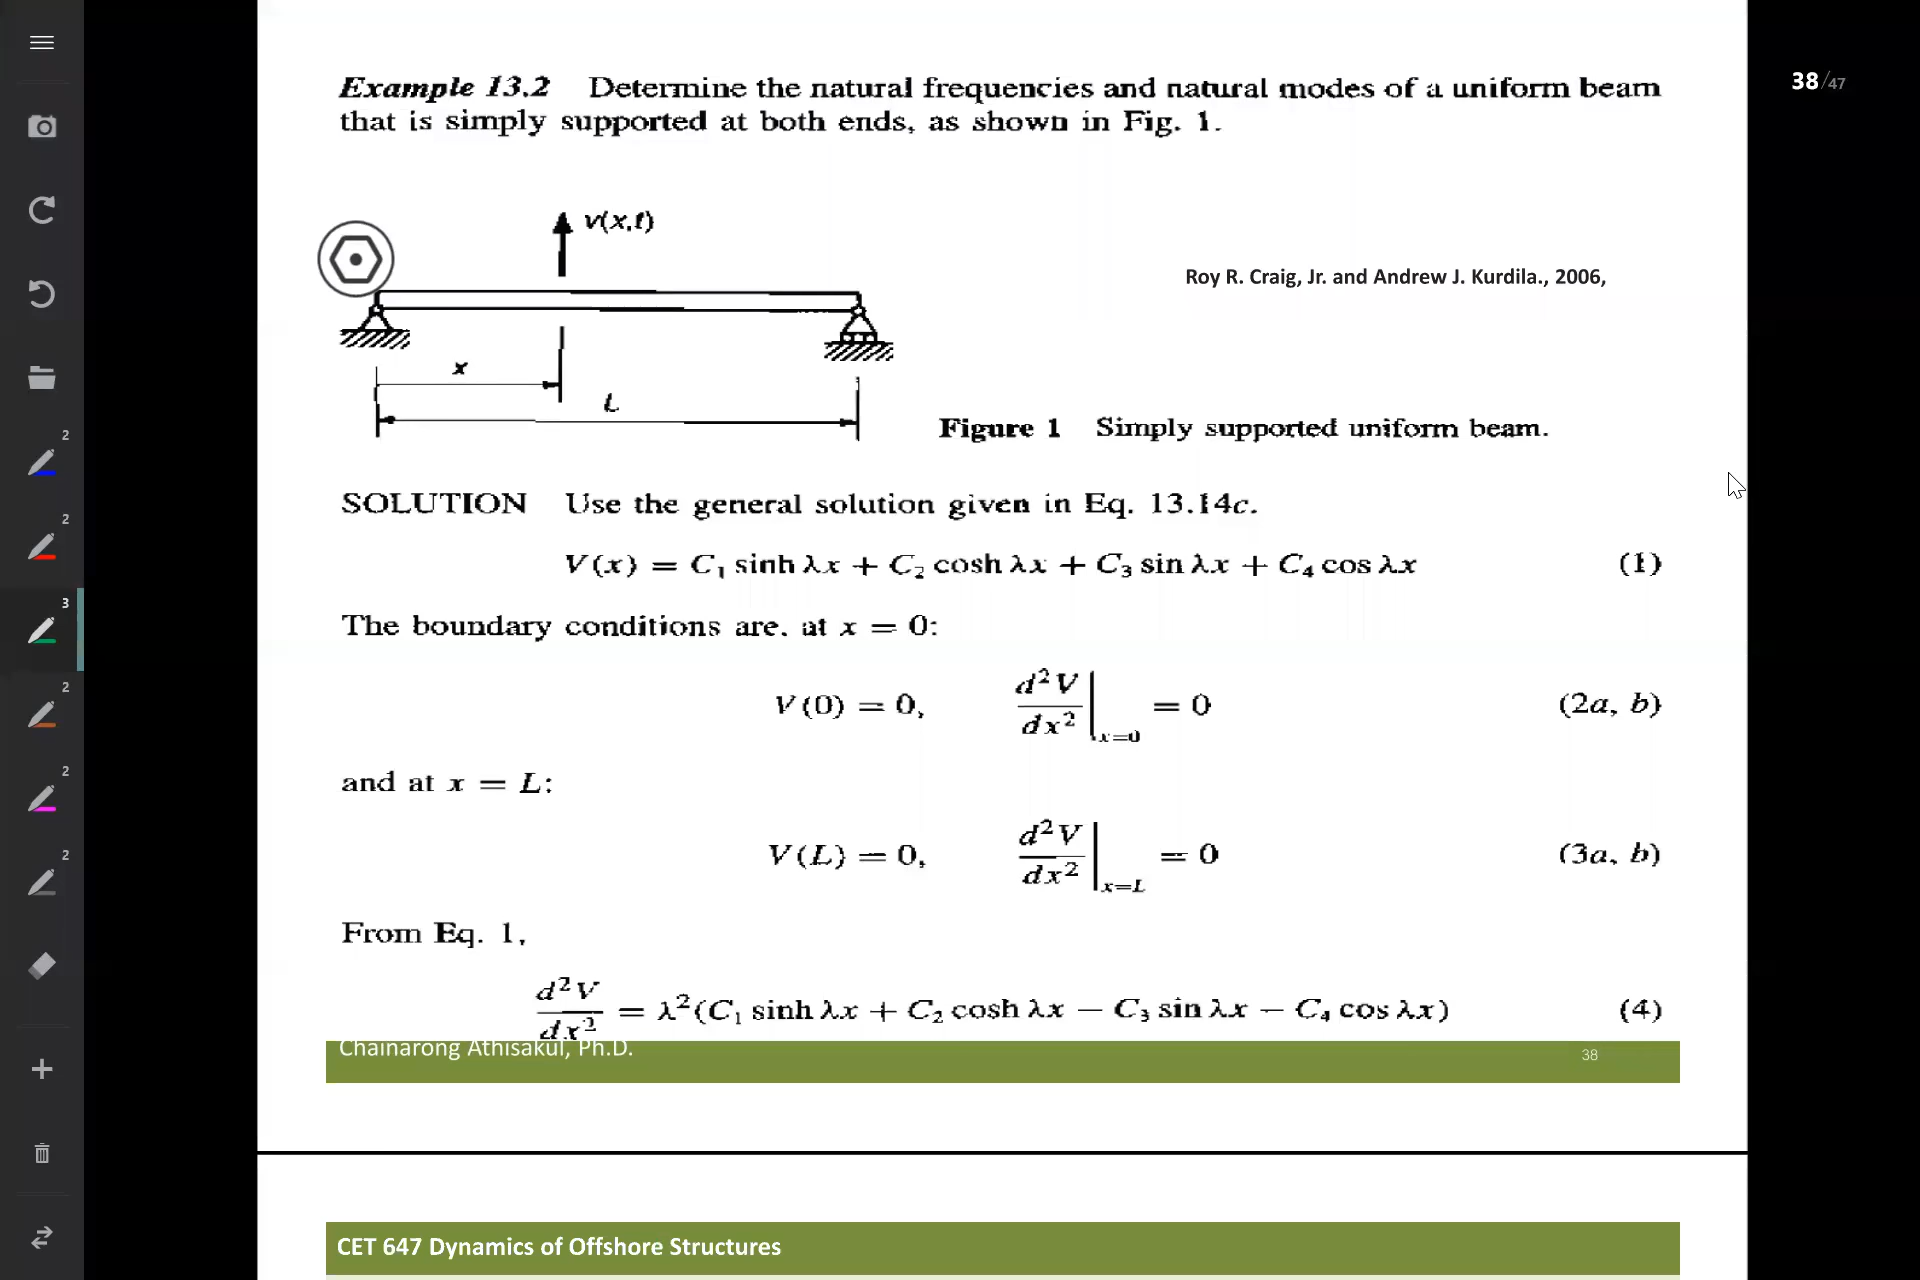 38/47
Example 13.2 Determine the natural frequencies and natural modes of a uniform beam
that is simply supported at both ends, as shown in Fig. 1.
v(x,t)
Roy R. Craig, Jr. and Andrew J. Kurdila., 2006,
x
L
Figure 1 Simply supported uniform beam.
SOLUTION Use the general solution given in Eq. 13.14c.
V(x) = C₁ sinh λx + C₂ cosh λx + C₃ sin λx + C₄ cos λx (1)
The boundary conditions are, at x = 0:
V(0) = 0, d²V/dx²|ₓ₌₀ = 0 (2a, b)
and at x = L:
V(L) = 0, d²V/dx²|x=L = 0 (3a, b)
From Eq. 1,
d²V/dx² = λ²(C₁ sinh λx + C₂ cosh λx − C₃ sin λx − C₄ cos λx) (4)
Chainarong Athisakul, Ph.D. 38
CET 647 Dynamics of Offshore Structures
2
2
3
2
2
2